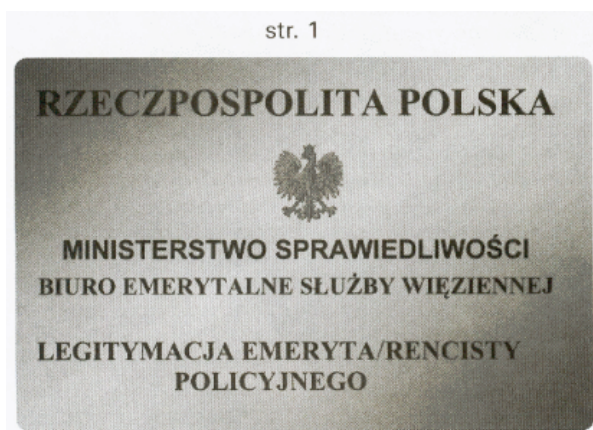 str. 1
RZECZPOSPOLITA POLSKA
MINISTERSTWO SPRAWIEDLIWOŚCI
BIURO EMERYTALNE SŁUŻBY WIĘZIENNEJ
LEGITYMACJA EMERYTA/RENCISTY
POLICYJNEGO